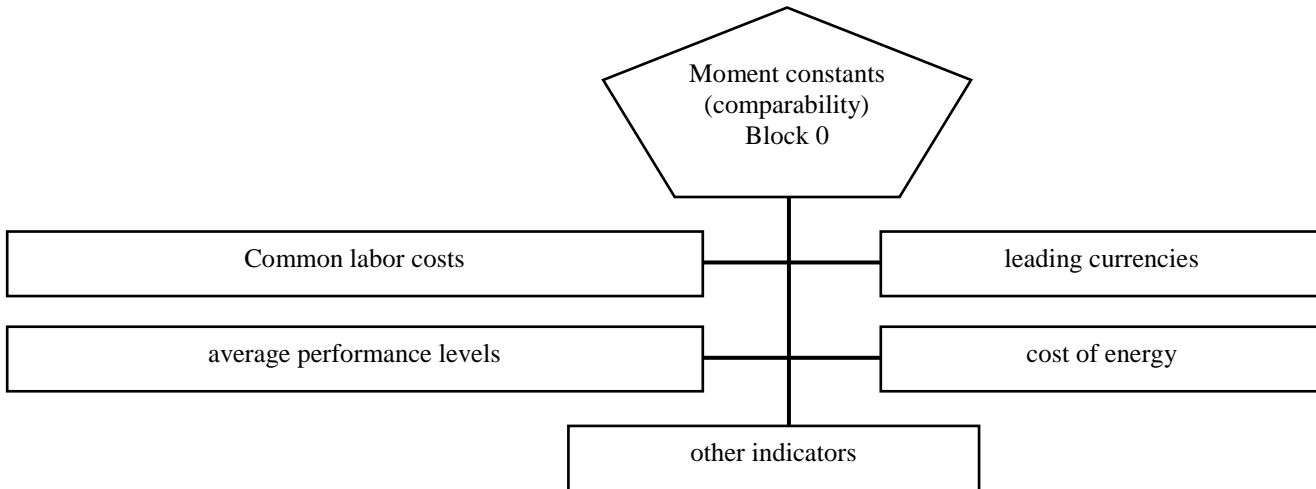 Moment constants
(comparability)
Block 0
Common labor costs
leading currencies
average performance levels
cost of energy
other indicators